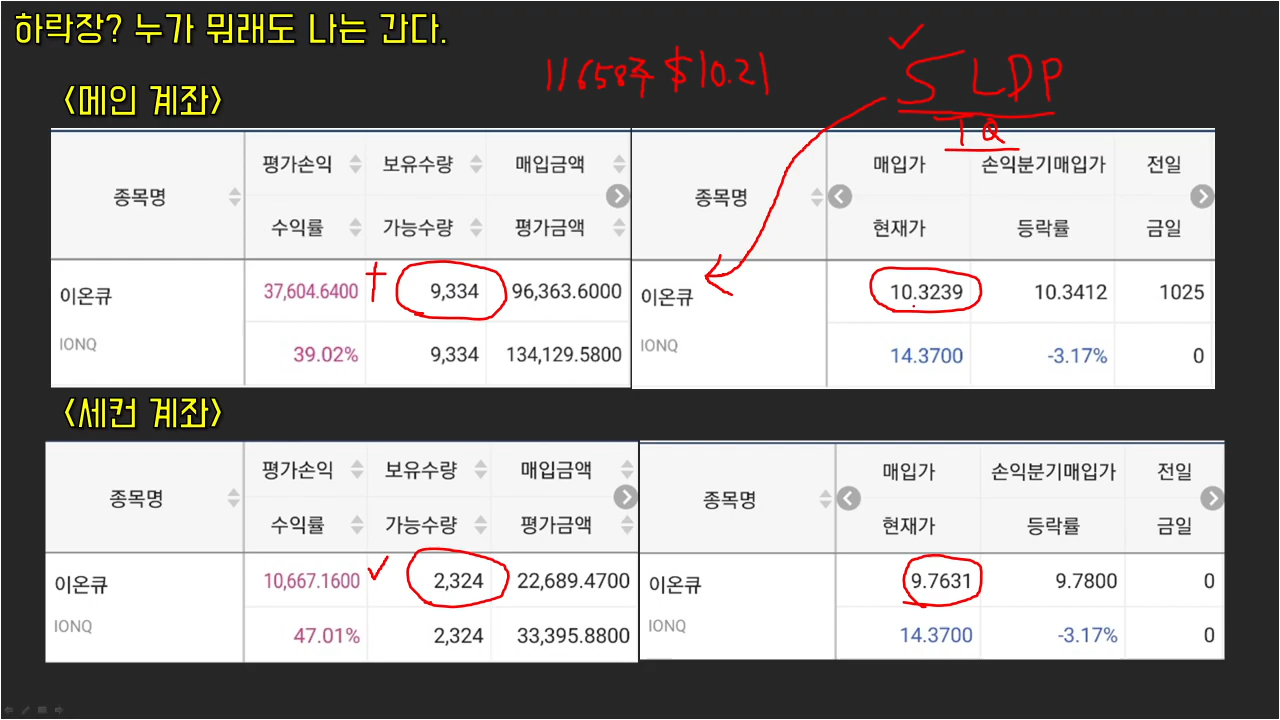 하락장? 누가 뭐래도 나는 간다.
11658주 $10.21
SLDP
TQ
<메인 계좌>
종목명 평가손익 보유수량 매입금액
수익률 가능수량 평가금액
이온큐 37,604.6400 + 9,334 96,363.6000
IONQ 39.02% 9,334 134,129.5800
종목명 매입가 손익분기매입가 전일
현재가 등락률 금일
이온큐 10.3239 10.3412 1025
IONQ 14.3700 -3.17% 0
<세컨 계좌>
종목명 평가손익 보유수량 매입금액
수익률 가능수량 평가금액
이온큐 10,667.1600 2,324 22,689.4700
IONQ 47.01% 2,324 33,395.8800
종목명 매입가 손익분기매입가 전일
현재가 등락률 금일
이온큐 9.7631 9.7800 0
IONQ 14.3700 -3.17% 0